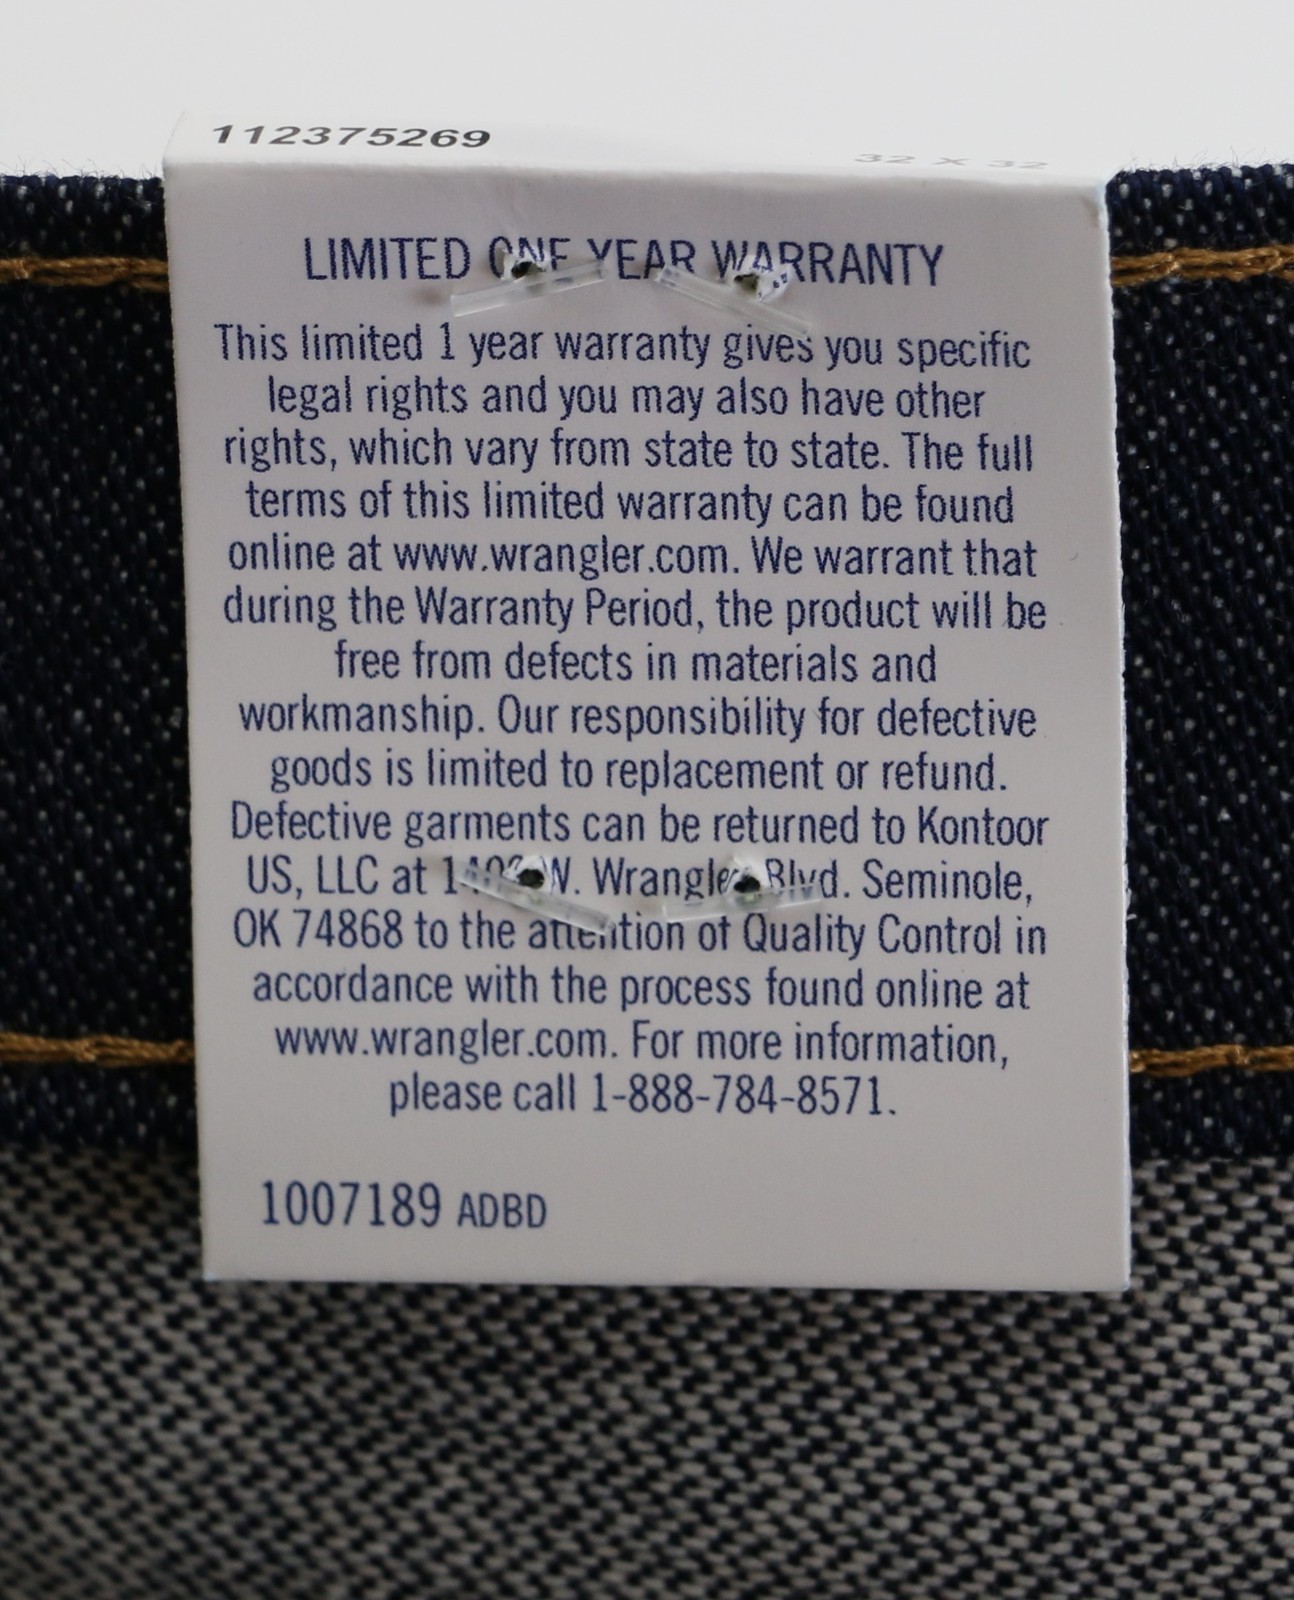 112375269
32 X 32
LIMITED ONE YEAR WARRANTY
This limited 1 year warranty gives you specific
legal rights and you may also have other
rights, which vary from state to state. The full
terms of this limited warranty can be found
online at www.wrangler.com. We warrant that
during the Warranty Period, the product will be
free from defects in materials and
workmanship. Our responsibility for defective
goods is limited to replacement or refund.
Defective garments can be returned to Kontoor
US, LLC at W. Wrangler Blvd. Seminole,
OK 74868 to the attention of Quality Control in
accordance with the process found online at
www.wrangler.com. For more information,
please call 1-888-784-8571.
1007189 ADBD